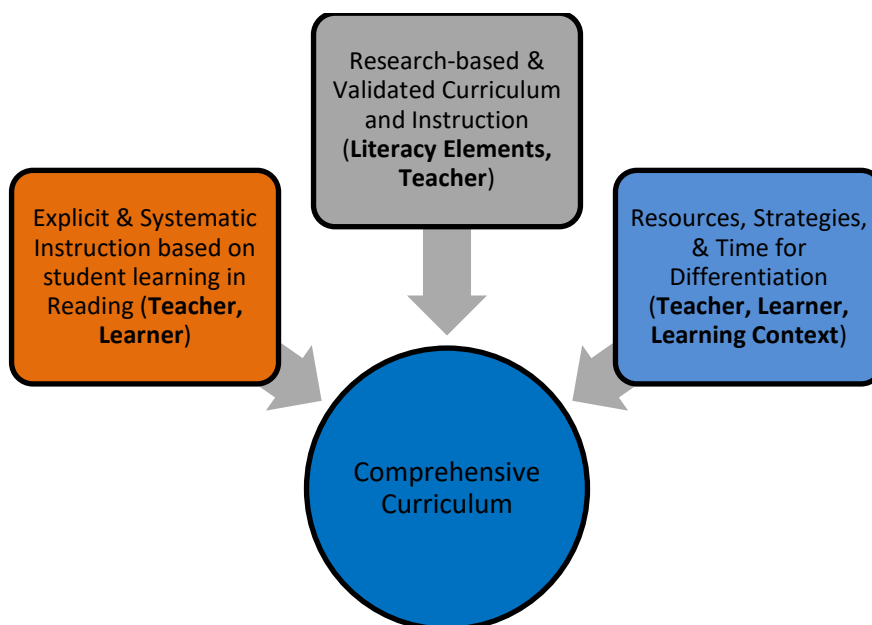 Research-based &
Validated Curriculum
and Instruction
(Literacy Elements,
Teacher)
Explicit & Systematic
Instruction based on
student learning in
Reading (Teacher,
Learner)
Resources, Strategies,
& Time for
Differentiation
(Teacher, Learner,
Learning Context)
Comprehensive
Curriculum